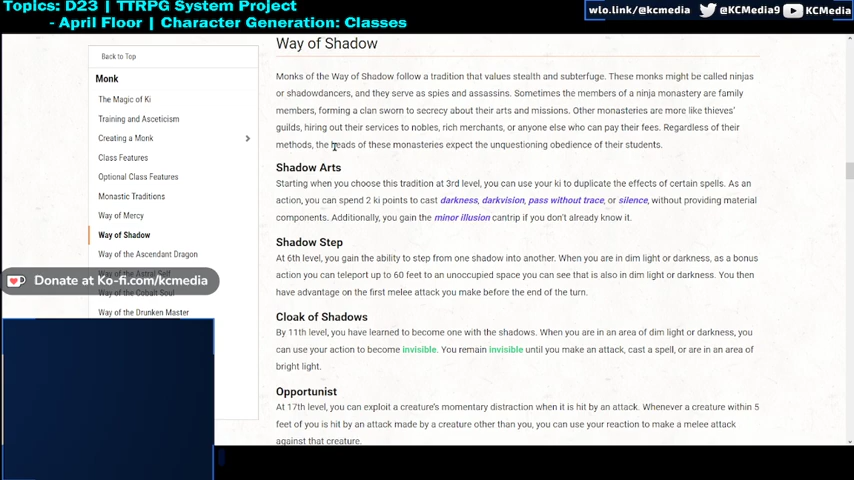 Topics: D23 | TTRPG System Project
- April Floor | Character Generation: Classes
wlo.link/@kcmedia @KCMedia9 KCMedia
Back to Top
Monk
The Magic of Ki
Training and Asceticism
Creating a Monk
Class Features
Optional Class Features
Monastic Traditions
Way of Mercy
Way of Shadow
Way of the Ascendant Dragon
Way of the Astral Self
Way of the Cobalt Soul
Way of the Drunken Master
Donate at Ko-fi.com/kcmedia
Way of Shadow
Monks of the Way of Shadow follow a tradition that values stealth and subterfuge. These monks might be called ninjas
or shadowdancers, and they serve as spies and assassins. Sometimes the members of a ninja monastery are family
members, forming a clan sworn to secrecy about their arts and missions. Other monasteries are more like thieves'
guilds, hiring out their services to nobles, rich merchants, or anyone else who can pay their fees. Regardless of their
methods, the heads of these monasteries expect the unquestioning obedience of their students.
Shadow Arts
Starting when you choose this tradition at 3rd level, you can use your ki to duplicate the effects of certain spells. As an
action, you can spend 2 ki points to cast darkness, darkvision, pass without trace, or silence, without providing material
components. Additionally, you gain the minor illusion cantrip if you don't already know it.
Shadow Step
At 6th level, you gain the ability to step from one shadow into another. When you are in dim light or darkness, as a bonus
action you can teleport up to 60 feet to an unoccupied space you can see that is also in dim light or darkness. You then
have advantage on the first melee attack you make before the end of the turn.
Cloak of Shadows
By 11th level, you have learned to become one with the shadows. When you are in an area of dim light or darkness, you
can use your action to become invisible. You remain invisible until you make an attack, cast a spell, or are in an area of
bright light.
Opportunist
At 17th level, you can exploit a creature's momentary distraction when it is hit by an attack. Whenever a creature within 5
feet of you is hit by an attack made by a creature other than you, you can use your reaction to make a melee attack
against that creature.